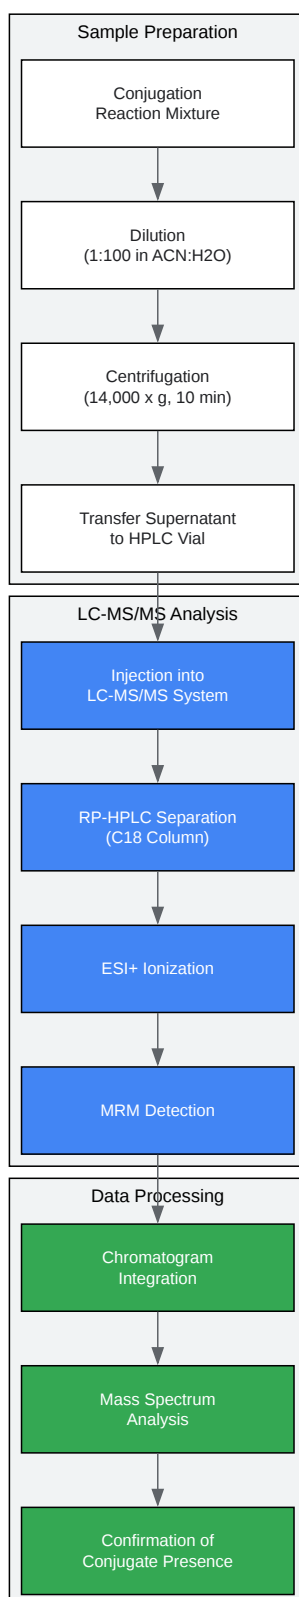 Sample Preparation
Conjugation
Reaction Mixture
Dilution
(1:100 in ACN:H2O)
Centrifugation
(14,000 x g, 10 min)
Transfer Supernatant
to HPLC Vial
LC-MS/MS Analysis
Injection into
LC-MS/MS System
RP-HPLC Separation
(C18 Column)
ESI+ Ionization
MRM Detection
Data Processing
Chromatogram
Integration
Mass Spectrum
Analysis
Confirmation of
Conjugate Presence